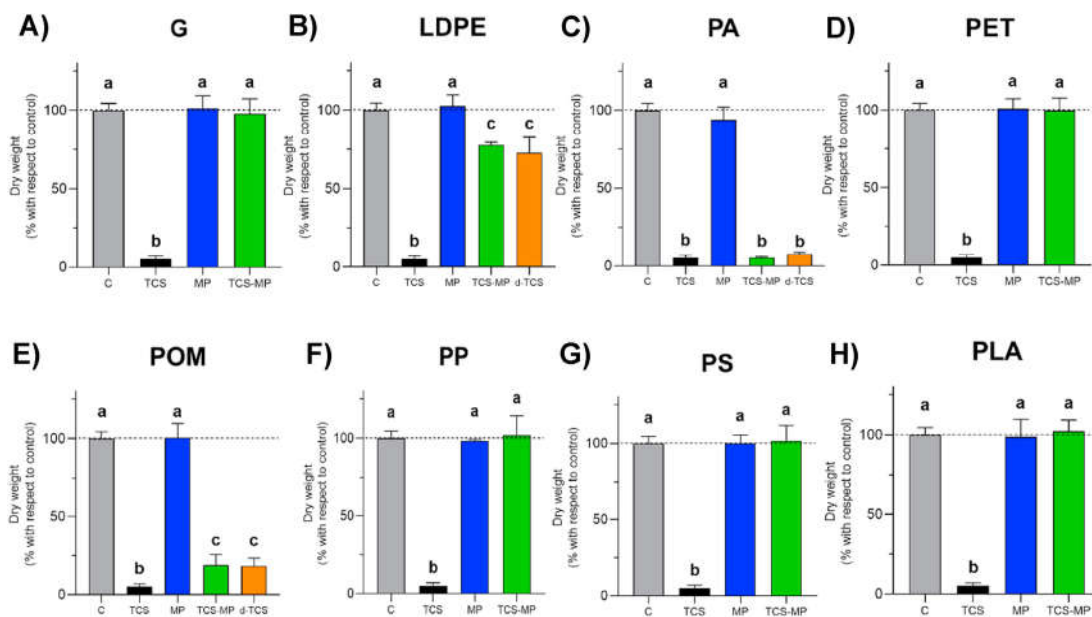 A) G
Dry weight
(% with respect to control)
100
50
0
a
b
a
a
C TCS MP TCS-MP
B) LDPE
Dry weight
(% with respect to control)
100
50
0
a
b
a
c
c
C TCS MP TCS-MP d-TCS
C) PA
Dry weight
(% with respect to control)
100
50
0
a
b
a
b
b
C TCS MP TCS-MP d-TCS
D) PET
Dry weight
(% with respect to control)
100
50
0
a
b
a
a
C TCS MP TCS-MP
E) POM
Dry weight
(% with respect to control)
100
50
0
a
b
a
c
c
C TCS MP TCS-MP d-TCS
F) PP
Dry weight
(% with respect to control)
100
50
0
a
b
a
a
C TCS MP TCS-MP
G) PS
Dry weight
(% with respect to control)
100
50
0
a
b
a
a
C TCS MP TCS-MP
H) PLA
Dry weight
(% with respect to control)
100
50
0
a
b
a
a
C TCS MP TCS-MP